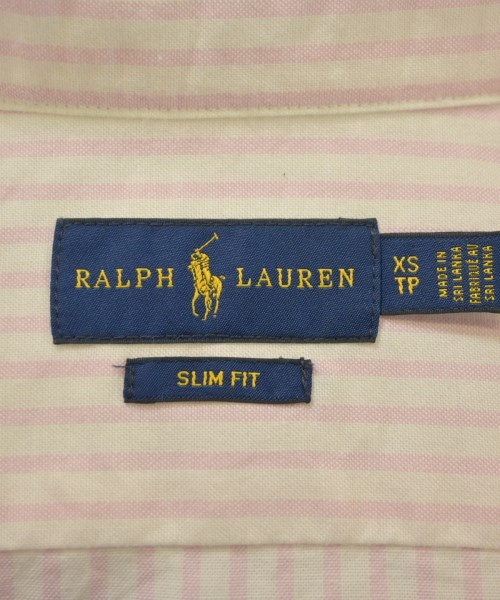 RALPH LAUREN
SLIM FIT
XS
TP
MADE IN
SRI LANKA
FABRIQUÉ AU
SRI LANKA